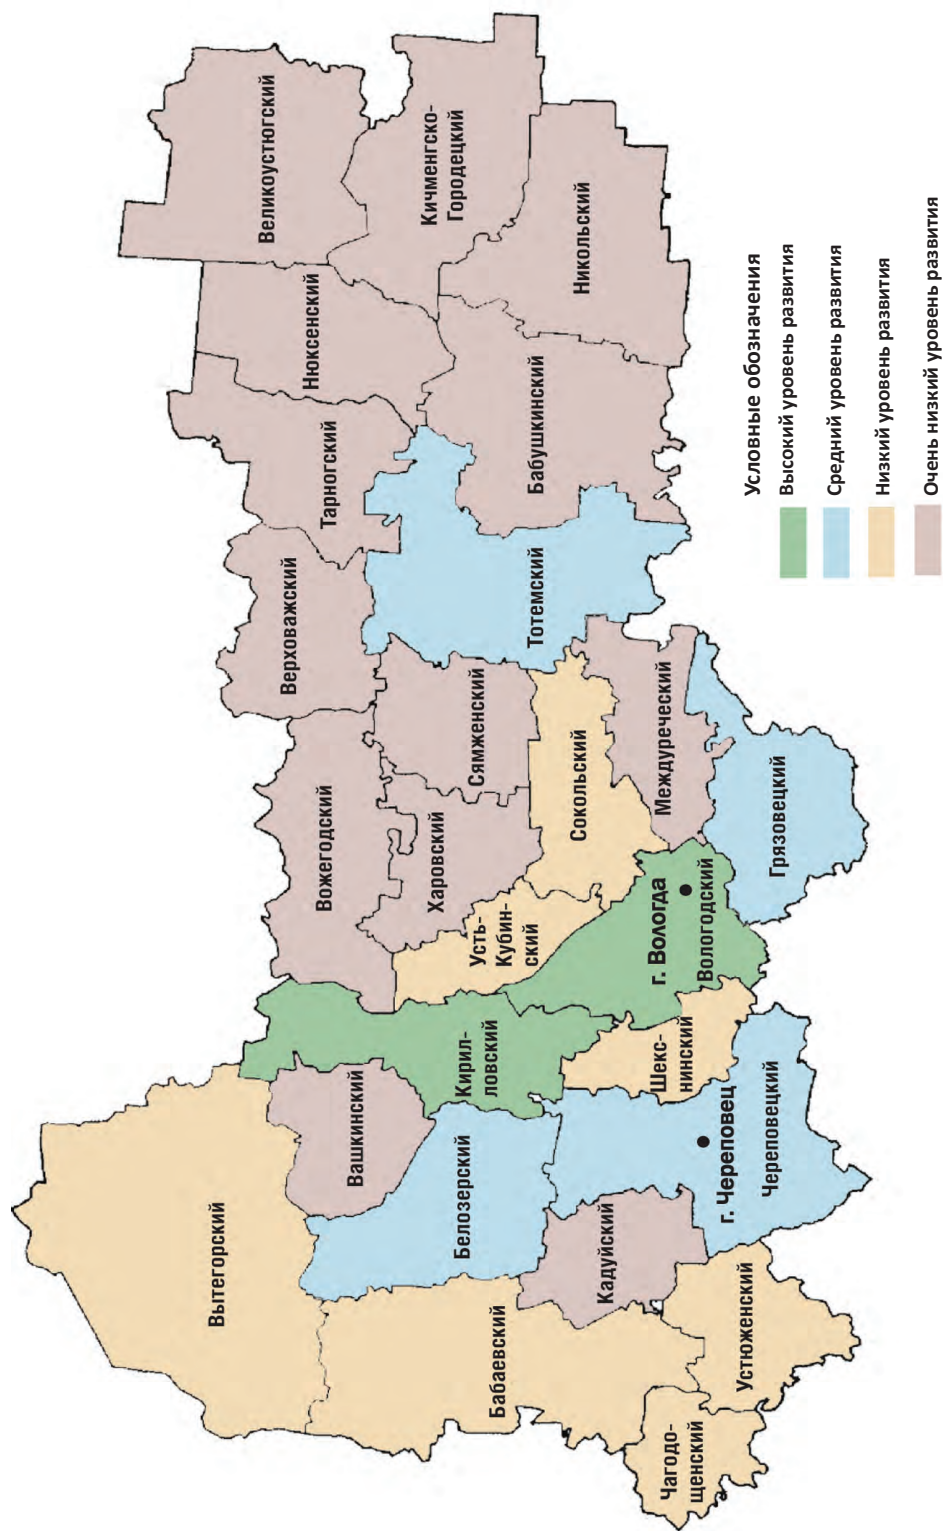 Великоустюгский
Кичменгско-
Городецкий
Никольский
Нюксенский
Бабушкинский
Тарногский
Тотемский
Верховажский
Сямженский
Междуреческий
Сокольский
Вожегодский
Харовский
Грязовецкий
Усть-
Кубин-
ский
г. Вологда
Вологодский
Кирил-
ловский
Шекс-
нинский
Вашкинский
г. Череповец
Череповецкий
Белозерский
Вытегорский
Кадуйский
Бабаевский
Устюженский
Чагодо-
щенский
Условные обозначения
Высокий уровень развития
Средний уровень развития
Низкий уровень развития
Очень низкий уровень развития